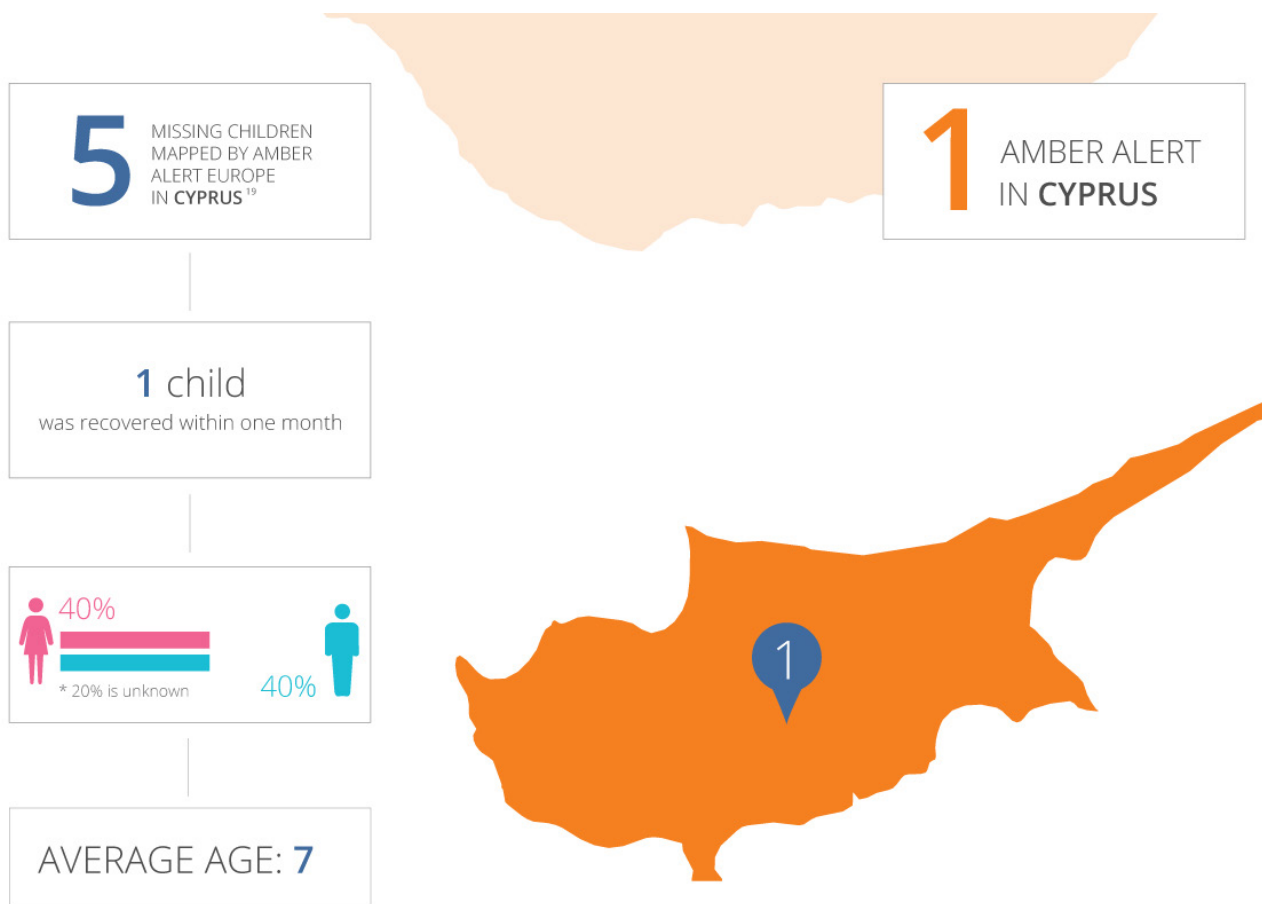 5
MISSING CHILDREN
MAPPED BY AMBER
ALERT EUROPE
IN CYPRUS 19
1 child
was recovered within one month
40%
* 20% is unknown
40%
AVERAGE AGE: 7
1
AMBER ALERT
IN CYPRUS
1